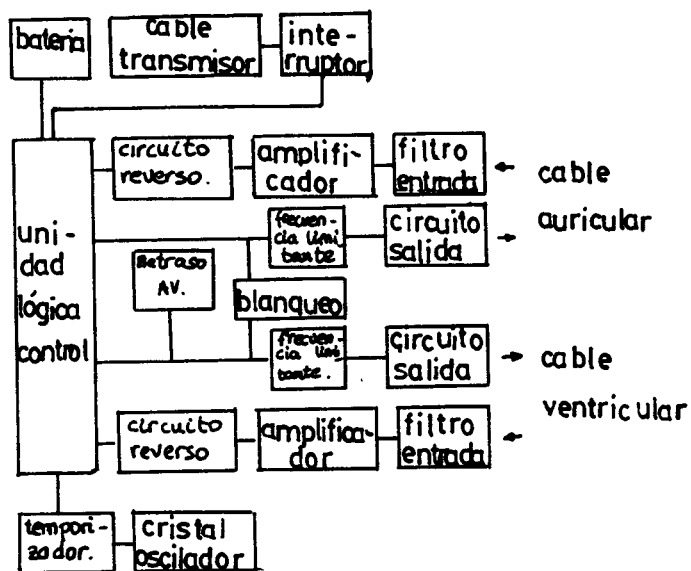 bateria
cable
transmisor
inte-
rruptor
unidad
lógica
control
circuito
reverso.
amplifi-
cador
filtro
entrada
cable
auricular
frecuen-
cia limi
tante
circuito
salida
Retraso
AV.
blanqueo
frecuen-
cia limi
tante.
circuito
salida
cable
ventricular
circuito
reverso
amplifica-
dor
filtro
entrada
tempori-
zador.
cristal
oscilador